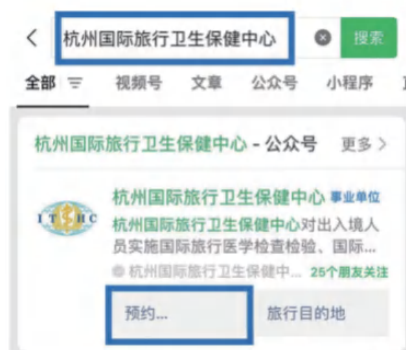 杭州国际旅行卫生保健中心 搜索
全部 视频号 文章 公众号 小程序
杭州国际旅行卫生保健中心 - 公众号 更多 >
杭州国际旅行卫生保健中心 事业单位
ITHC
杭州国际旅行卫生保健中心对出入境人
员实施国际旅行医学检查检验、国际...
杭州国际旅行卫生保健中... 25个朋友关注
预约... 旅行目的地